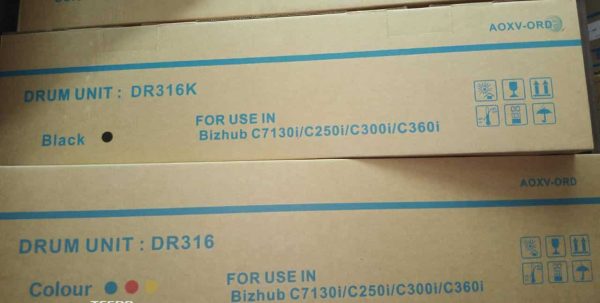 AOXV-ORD
DRUM UNIT : DR316K
FOR USE IN
Black
Bizhub C7130i/C250i/C300i/C360i
AOXV-ORD
DRUM UNIT : DR316
FOR USE IN
Colour
Bizhub C7130i/C250i/C300i/C360i